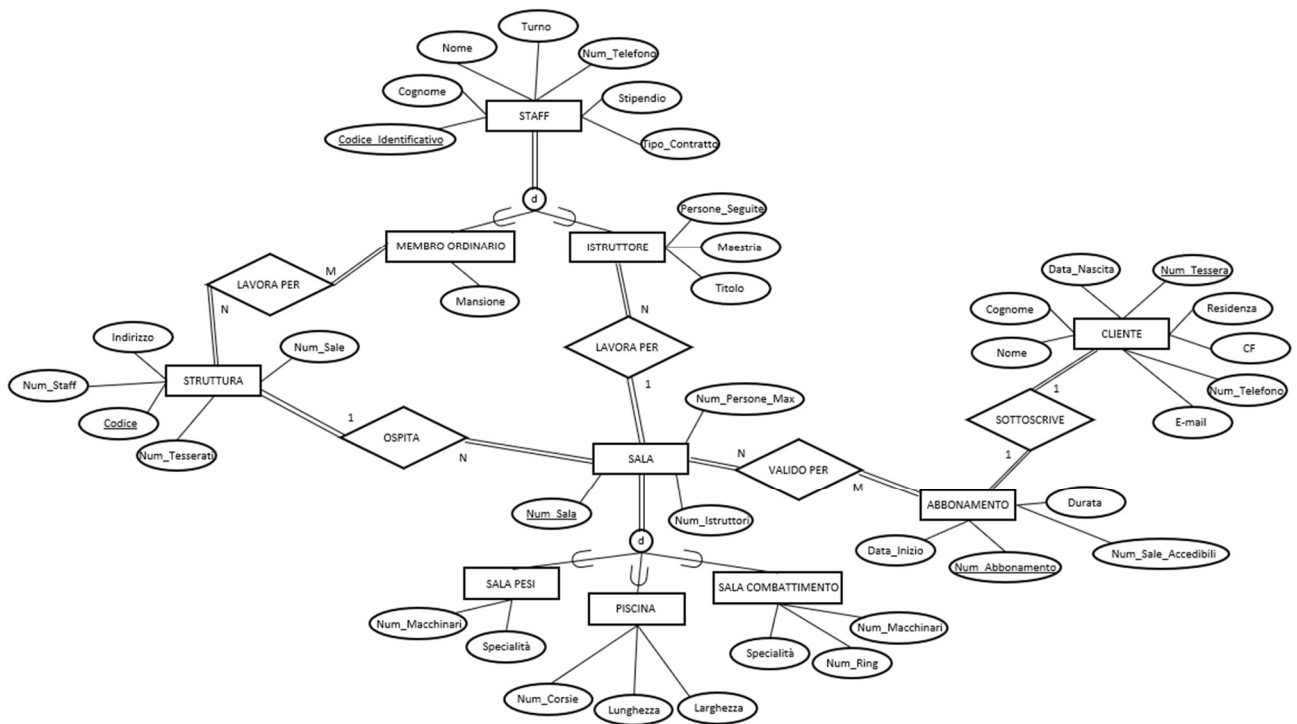 Turno
Nome
Num_Telefono
Cognome
Stipendio
STAFF
Codice_Identificativo
Tipo_Contratto
d
Persone_Seguite
MEMBRO ORDINARIO
ISTRUTTORE
Maestria
M
LAVORA PER
Mansione
Titolo
N
N
Data_Nascita
Num_Tessera
Cognome
Residenza
CLIENTE
Nome
CF
Num_Telefono
E-mail
Indirizzo
Num_Sale
LAVORA PER
Num_Staff
STRUTTURA
1
Codice
Num_Tesserati
1
OSPITA
N
Num_Persone_Max
1
SOTTOSCRIVE
1
SALA
N
VALIDO PER
M
ABBONAMENTO
Durata
Num_Sala
Num_Istruttori
Data_Inizio
Num_Abbonamento
Num_Sale_Accedibili
d
SALA PESI
SALA COMBATTIMENTO
PISCINA
Num_Macchinari
Specialità
Num_Macchinari
Specialità
Num_Ring
Num_Corsie
Lunghezza
Larghezza